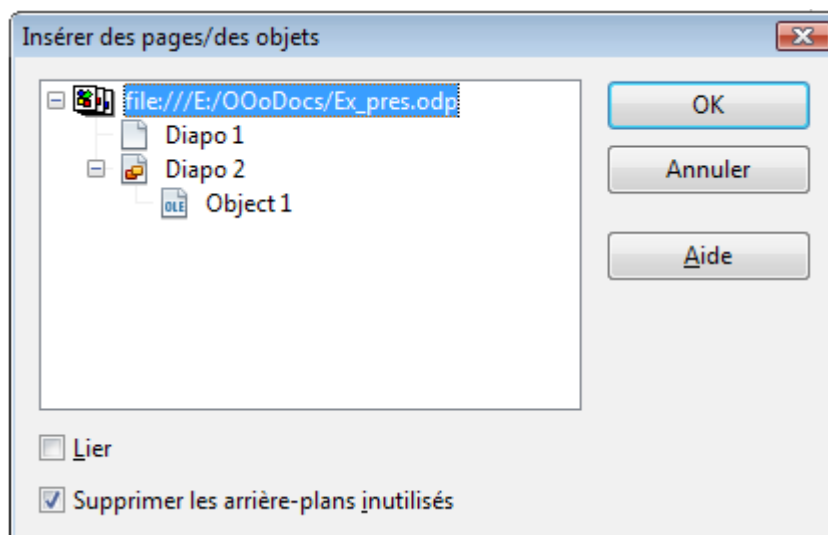 Insérer des pages/des objets
file:///E:/OOoDocs/Ex_pres.odp
Diapo 1
Diapo 2
OLE Object 1
OK
Annuler
Aide
Lier
Supprimer les arrière-plans inutilisés